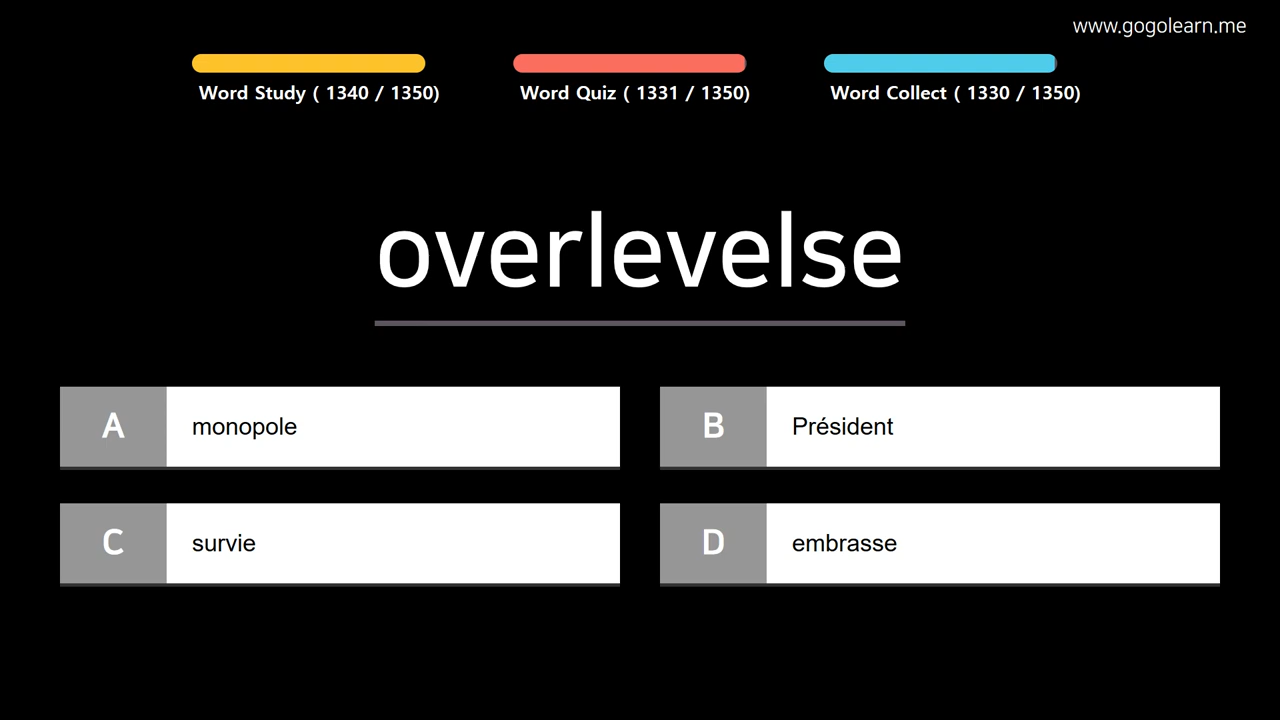 www.gogolearn.me
Word Study ( 1340 / 1350)
Word Quiz ( 1331 / 1350)
Word Collect ( 1330 / 1350)
overlevelse
A monopole
B Président
C survie
D embrasse